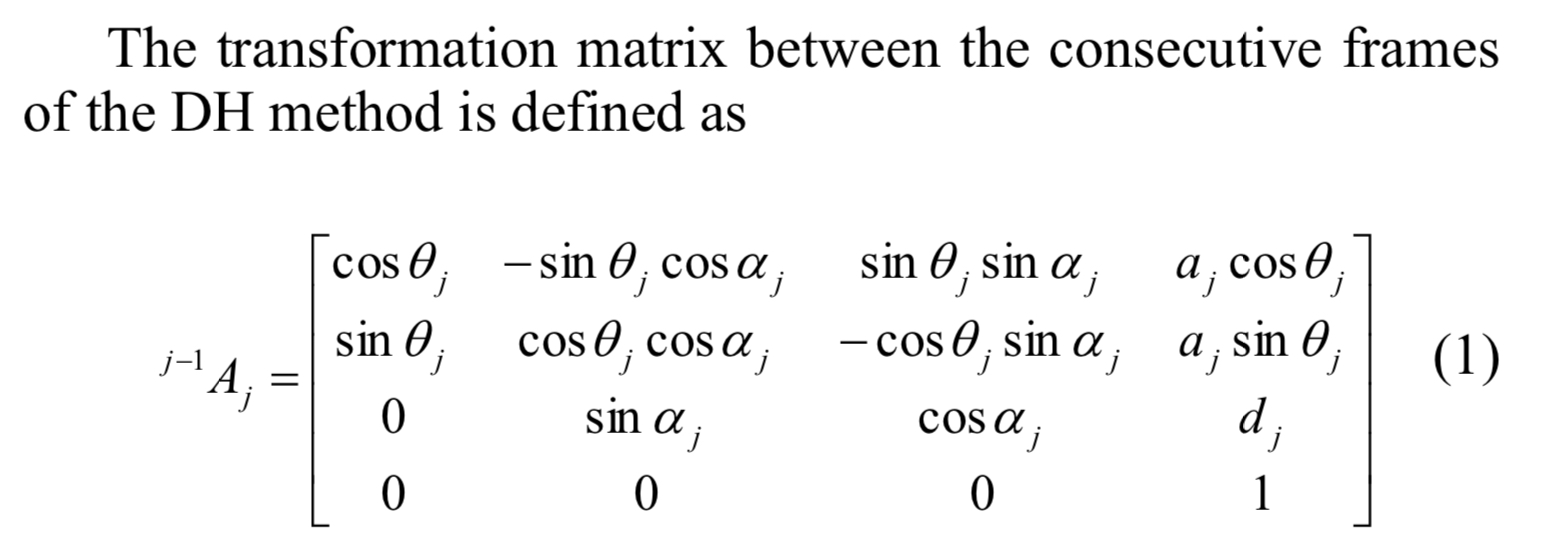 The transformation matrix between the consecutive frames
of the DH method is defined as
cos θ_j   −sin θ_j cos α_j   sin θ_j sin α_j   a_j cos θ_j
sin θ_j   cos θ_j cos α_j   −cos θ_j sin α_j   a_j sin θ_j
^{j−1}A_j =   (1)
0   sin α_j   cos α_j   d_j
0   0   0   1